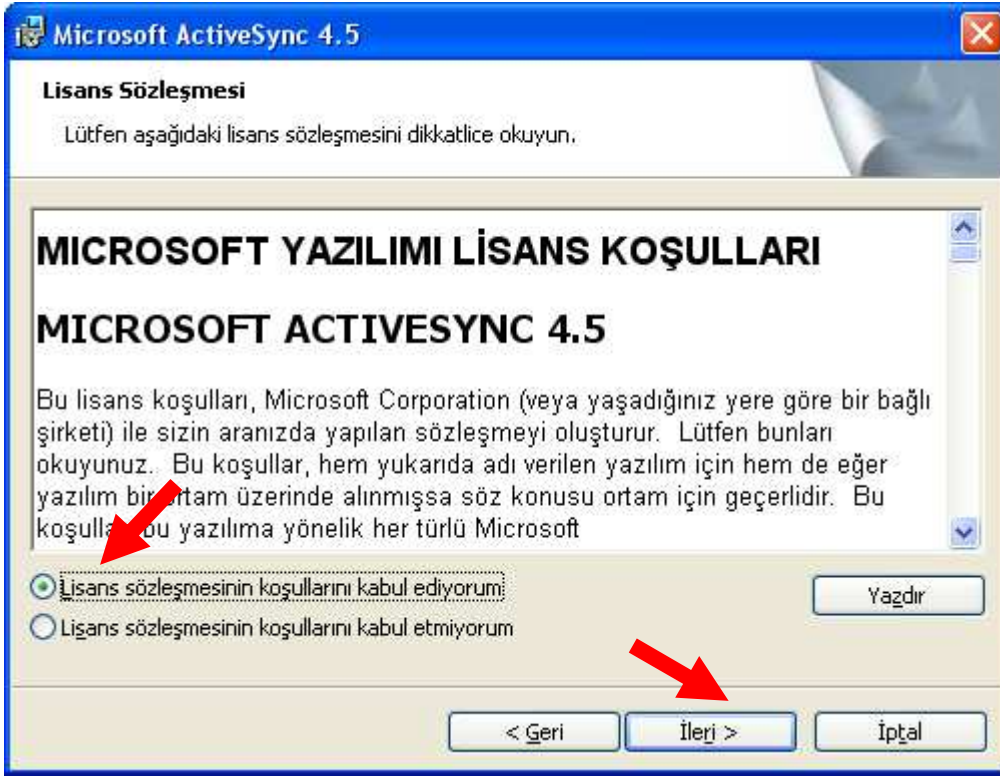 Microsoft ActiveSync 4.5
Lisans Sözleşmesi
Lütfen aşağıdaki lisans sözleşmesini dikkatlice okuyun.
MICROSOFT YAZILIMI LİSANS KOŞULLARI
MICROSOFT ACTIVESYNC 4.5
Bu lisans koşulları, Microsoft Corporation (veya yaşadığınız yere göre bir bağlı
şirketi) ile sizin aranızda yapılan sözleşmeyi oluşturur. Lütfen bunları
okuyunuz. Bu koşullar, hem yukarıda adı verilen yazılım için hem de eğer
yazılım bir ortam üzerinde alınmışsa söz konusu ortam için geçerlidir. Bu
koşullar, bu yazılıma yönelik her türlü Microsoft
Lisans sözleşmesinin koşullarını kabul ediyorum
Yazdır
Lisans sözleşmesinin koşullarını kabul etmiyorum
< Geri
İleri >
İptal